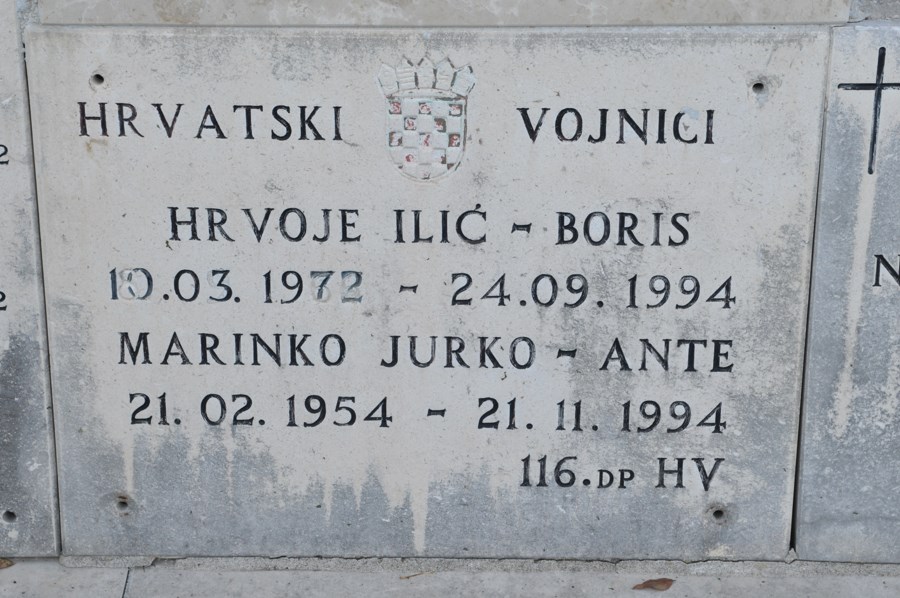 HRVATSKI VOJNICI
HRVOJE ILIĆ - BORIS
10.03.1972 - 24.09.1994
MARINKO JURKO - ANTE
21.02.1954 - 21.11.1994
116.DP HV